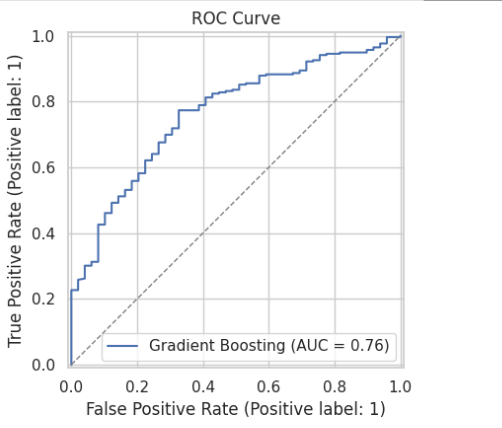 ROC Curve
True Positive Rate (Positive label: 1)
1.0
0.8
0.6
0.4
0.2
0.0
Gradient Boosting (AUC = 0.76)
0.0 0.2 0.4 0.6 0.8 1.0
False Positive Rate (Positive label: 1)